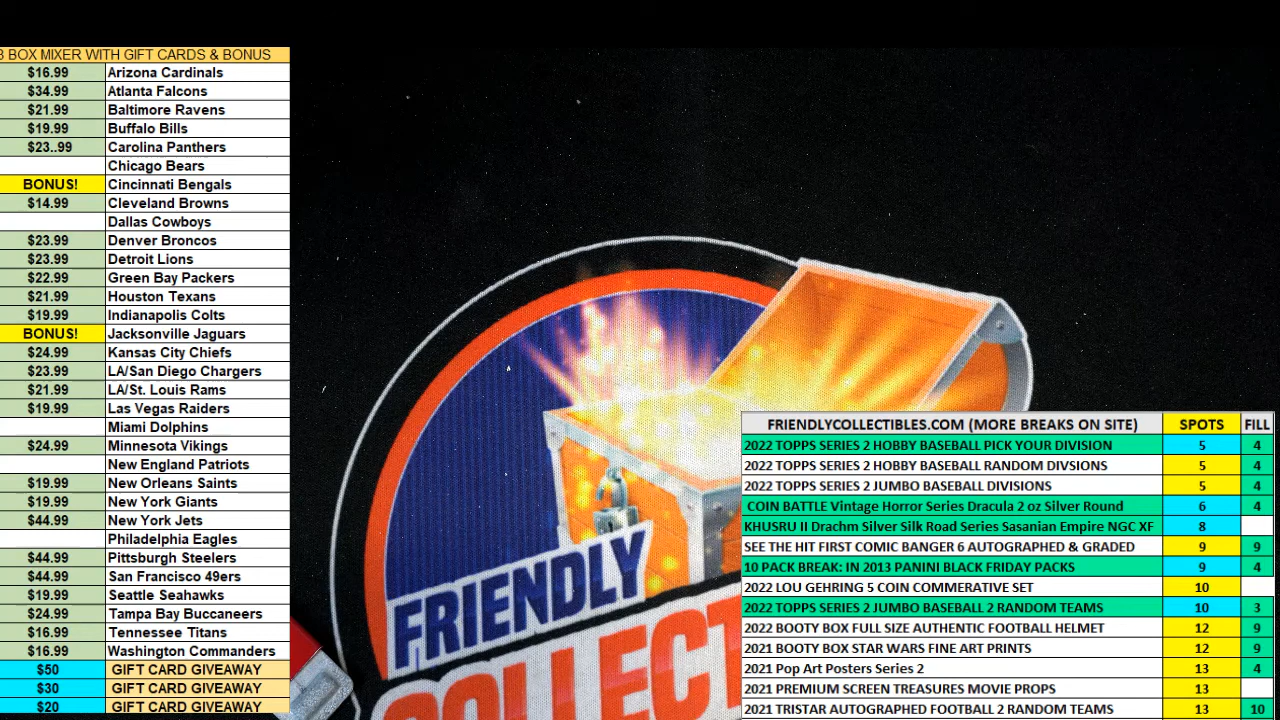 BOX MIXER WITH GIFT CARDS & BONUS
$16.99 Arizona Cardinals
$34.99 Atlanta Falcons
$21.99 Baltimore Ravens
$19.99 Buffalo Bills
$23..99 Carolina Panthers
Chicago Bears
BONUS! Cincinnati Bengals
$14.99 Cleveland Browns
Dallas Cowboys
$23.99 Denver Broncos
$23.99 Detroit Lions
$22.99 Green Bay Packers
$21.99 Houston Texans
$19.99 Indianapolis Colts
BONUS! Jacksonville Jaguars
$24.99 Kansas City Chiefs
$23.99 LA/San Diego Chargers
$21.99 LA/St. Louis Rams
$19.99 Las Vegas Raiders
Miami Dolphins
$24.99 Minnesota Vikings
New England Patriots
$19.99 New Orleans Saints
$19.99 New York Giants
$44.99 New York Jets
Philadelphia Eagles
$44.99 Pittsburgh Steelers
$44.99 San Francisco 49ers
$19.99 Seattle Seahawks
$24.99 Tampa Bay Buccaneers
$16.99 Tennessee Titans
$16.99 Washington Commanders
$50 GIFT CARD GIVEAWAY
$30 GIFT CARD GIVEAWAY
$20 GIFT CARD GIVEAWAY
FRIENDLY
COLLECT
FRIENDLYCOLLECTIBLES.COM (MORE BREAKS ON SITE) SPOTS FILL
2022 TOPPS SERIES 2 HOBBY BASEBALL PICK YOUR DIVISION 5 4
2022 TOPPS SERIES 2 HOBBY BASEBALL RANDOM DIVSIONS 5 4
2022 TOPPS SERIES 2 JUMBO BASEBALL DIVISIONS 5 4
COIN BATTLE Vintage Horror Series Dracula 2 oz Silver Round 6 4
KHUSRU II Drachm Silver Silk Road Series Sasanian Empire NGC XF 8
SEE THE HIT FIRST COMIC BANGER 6 AUTOGRAPHED & GRADED 9 9
10 PACK BREAK: IN 2013 PANINI BLACK FRIDAY PACKS 9 4
2022 LOU GEHRING 5 COIN COMMERATIVE SET 10
2022 TOPPS SERIES 2 JUMBO BASEBALL 2 RANDOM TEAMS 10 3
2022 BOOTY BOX FULL SIZE AUTHENTIC FOOTBALL HELMET 12 9
2021 BOOTY BOX STAR WARS FINE ART PRINTS 12 9
2021 Pop Art Posters Series 2 13 4
2021 PREMIUM SCREEN TREASURES MOVIE PROPS 13
2021 TRISTAR AUTOGRAPHED FOOTBALL 2 RANDOM TEAMS 13 10